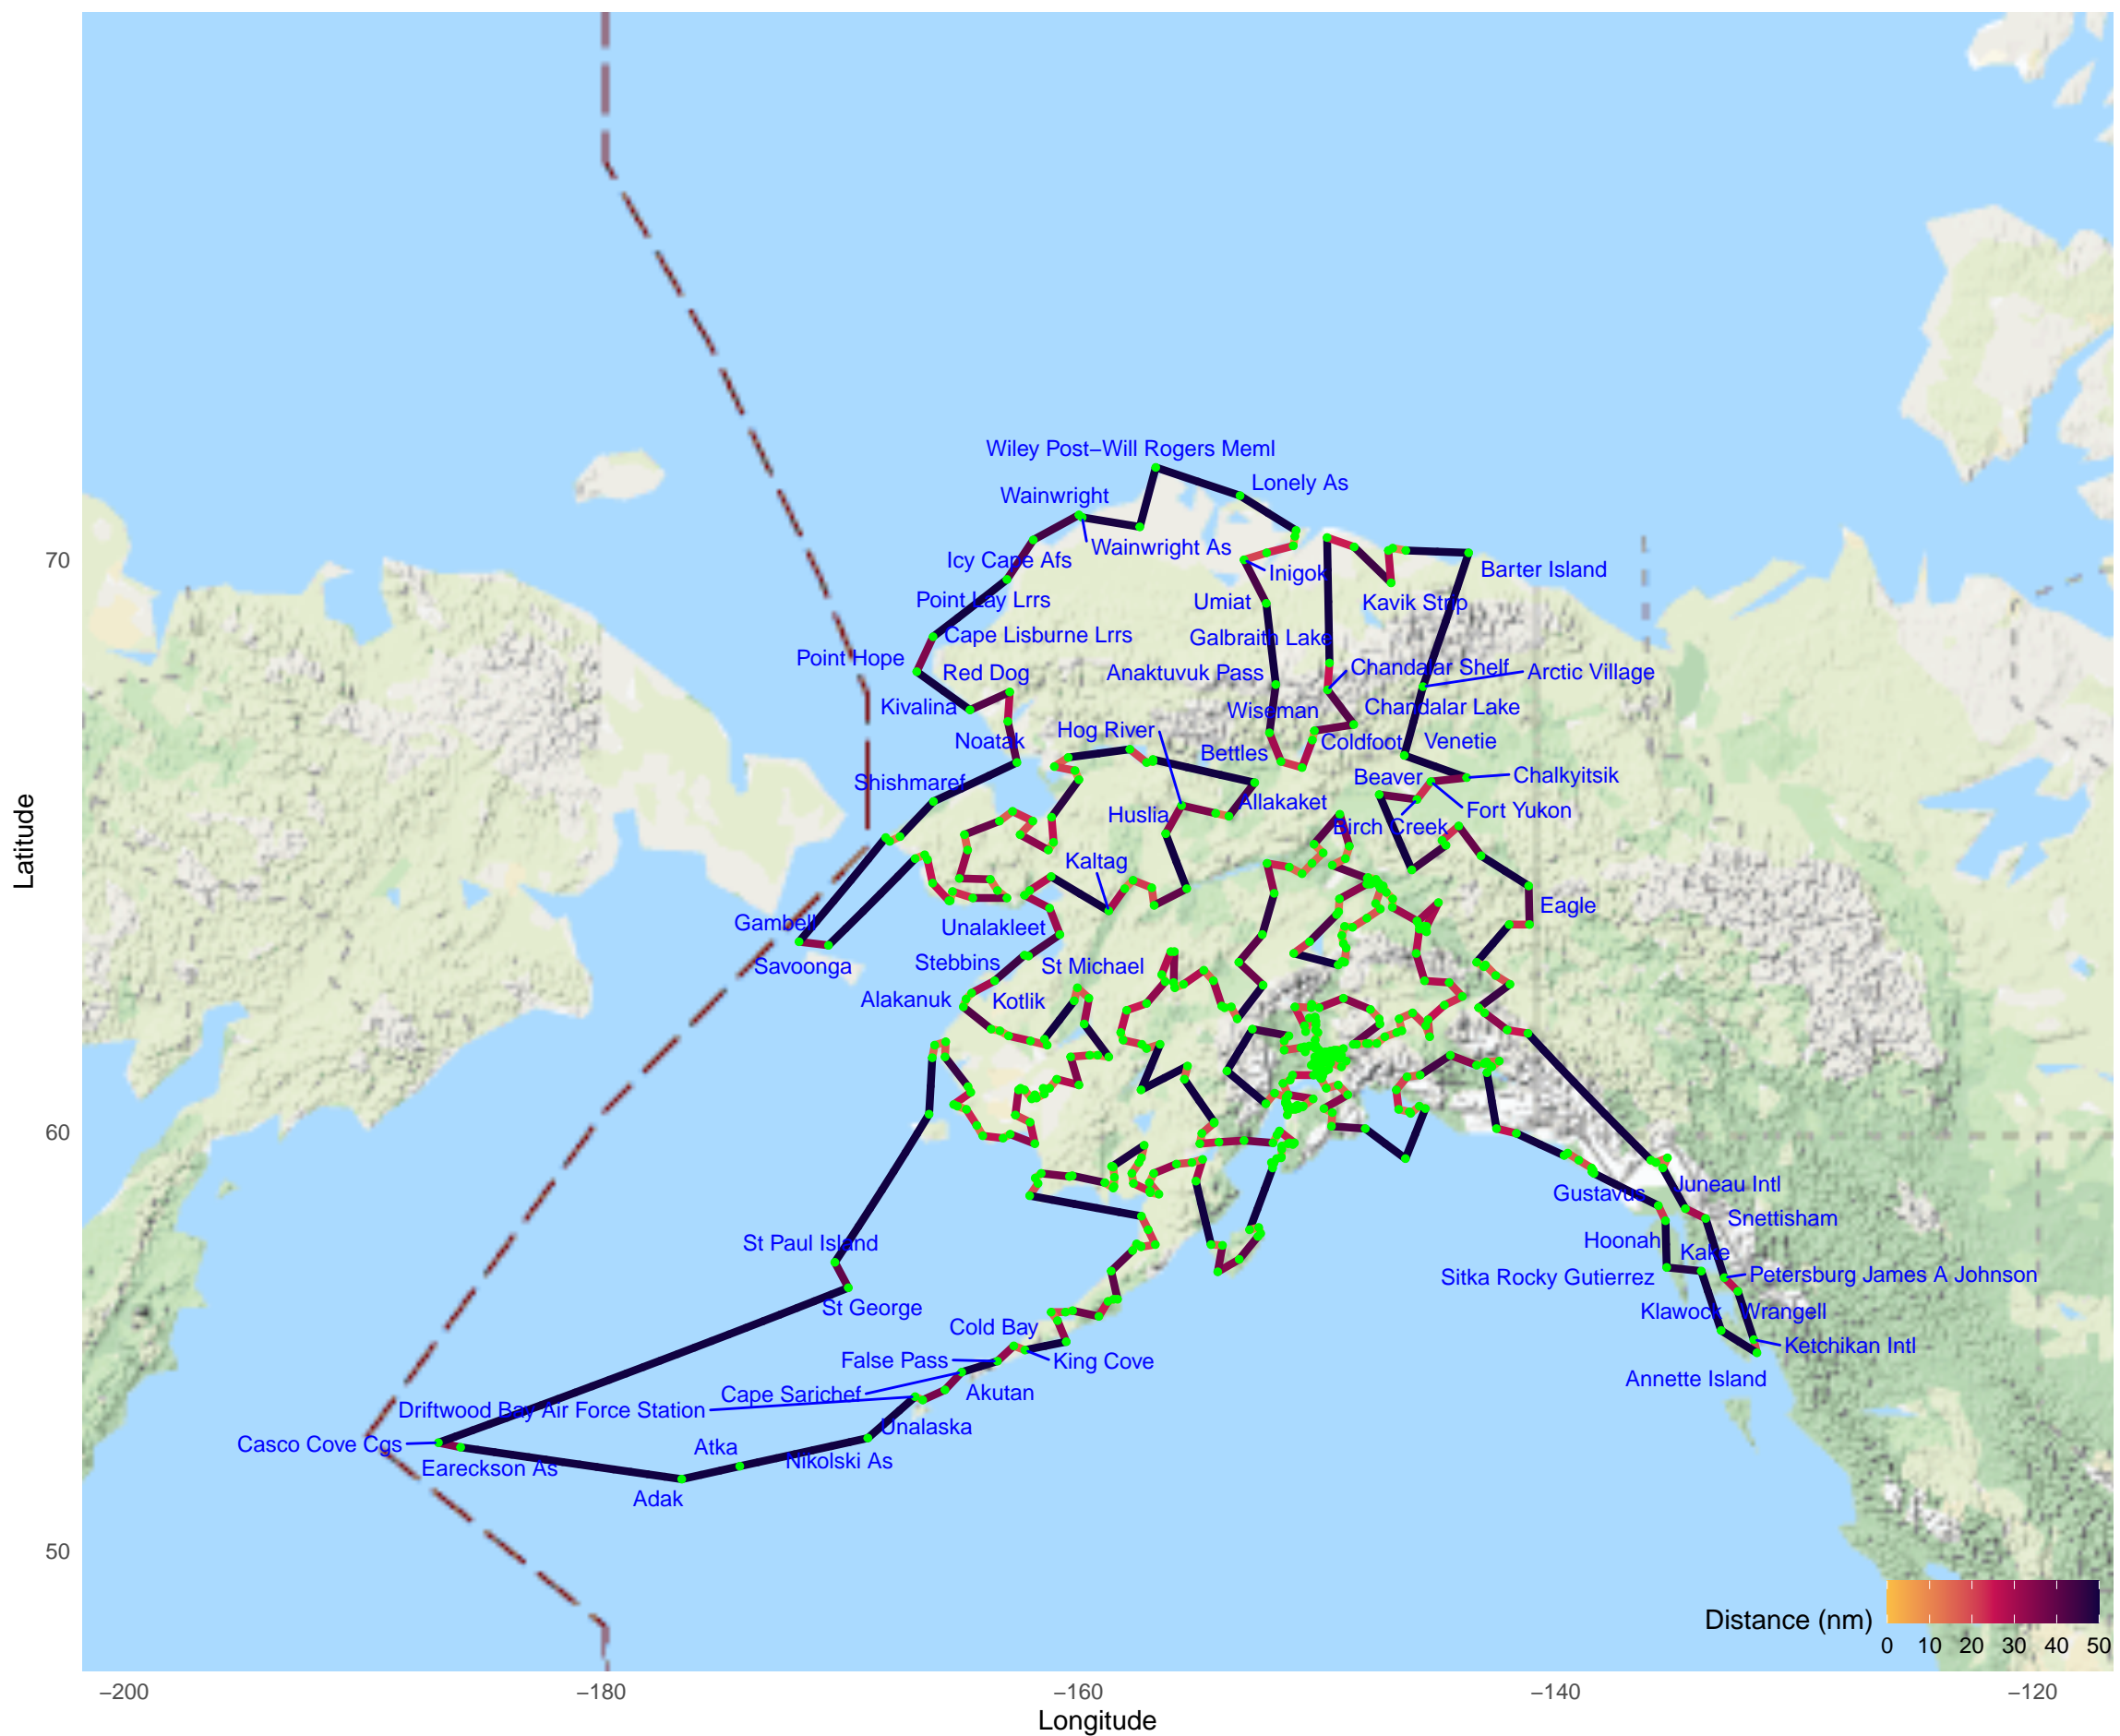 Wiley Post−Will Rogers Meml
Lonely As
Wainwright
Wainwright As
Icy Cape Afs
Inigok
Barter Island
Point Lay Lrrs
Umiat
Kavik Strip
Cape Lisburne Lrrs
Galbraith Lake
Point Hope
Red Dog
Anaktuvuk Pass
Chandalar Shelf
Arctic Village
Kivalina
Wiseman
Chandalar Lake
Hog River
Noatak
Bettles
Coldfoot
Venetie
Shishmaref
Beaver
Chalkyitsik
Huslia
Allakaket
Fort Yukon
Birch Creek
Kaltag
Eagle
Gambell
Unalakleet
Savoonga
Stebbins
St Michael
Alakanuk
Kotlik
Juneau Intl
Gustavus
Snettisham
St Paul Island
Hoonah
Kake
Sitka Rocky Gutierrez
Petersburg James A Johnson
St George
Klawock
Wrangell
Cold Bay
Ketchikan Intl
False Pass
King Cove
Annette Island
Cape Sarichef
Akutan
Driftwood Bay Air Force Station
Unalaska
Casco Cove Cgs
Atka
Nikolski As
Eareckson As
Adak
70
60
50
Latitude
−200
−180
−160
−140
−120
Longitude
Distance (nm)
0 10 20 30 40 50